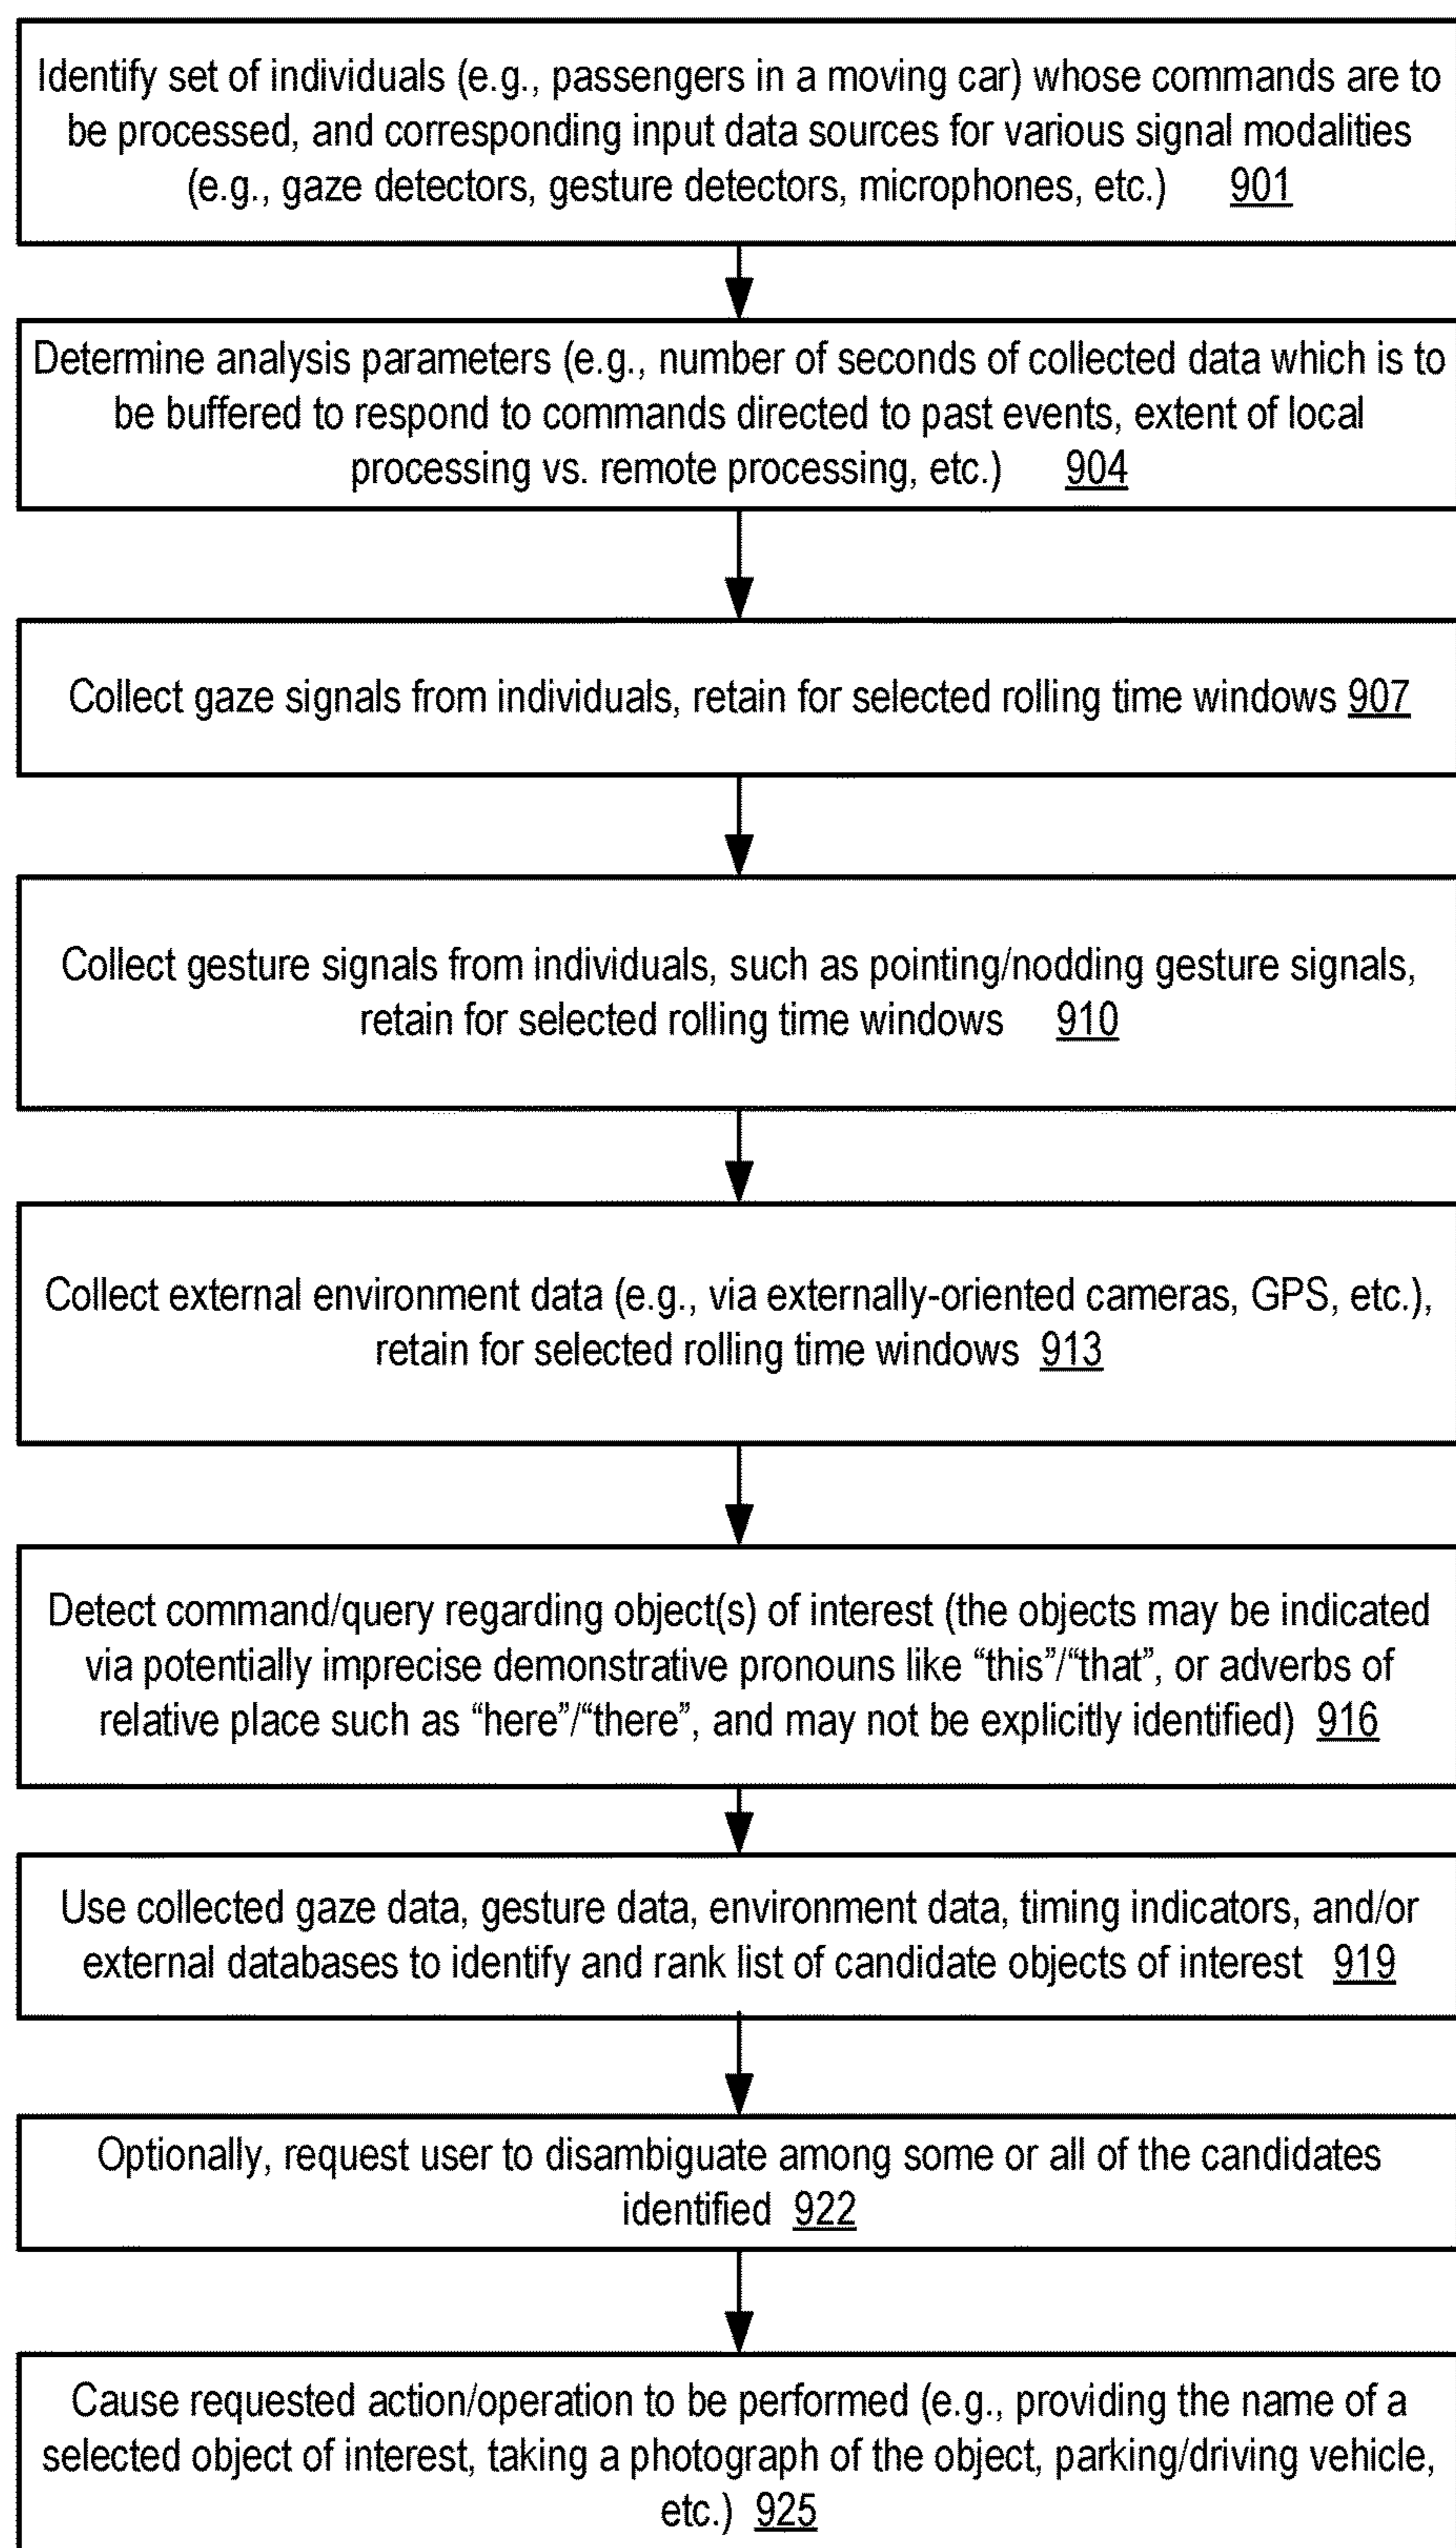 Identify set of individuals (e.g., passengers in a moving car) whose commands are to
be processed, and corresponding input data sources for various signal modalities
(e.g., gaze detectors, gesture detectors, microphones, etc.) 901
Determine analysis parameters (e.g., number of seconds of collected data which is to
be buffered to respond to commands directed to past events, extent of local
processing vs. remote processing, etc.) 904
Collect gaze signals from individuals, retain for selected rolling time windows 907
Collect gesture signals from individuals, such as pointing/nodding gesture signals,
retain for selected rolling time windows 910
Collect external environment data (e.g., via externally-oriented cameras, GPS, etc.),
retain for selected rolling time windows 913
Detect command/query regarding object(s) of interest (the objects may be indicated
via potentially imprecise demonstrative pronouns like “this”/“that”, or adverbs of
relative place such as “here”/“there”, and may not be explicitly identified) 916
Use collected gaze data, gesture data, environment data, timing indicators, and/or
external databases to identify and rank list of candidate objects of interest 919
Optionally, request user to disambiguate among some or all of the candidates
identified 922
Cause requested action/operation to be performed (e.g., providing the name of a
selected object of interest, taking a photograph of the object, parking/driving vehicle,
etc.) 925